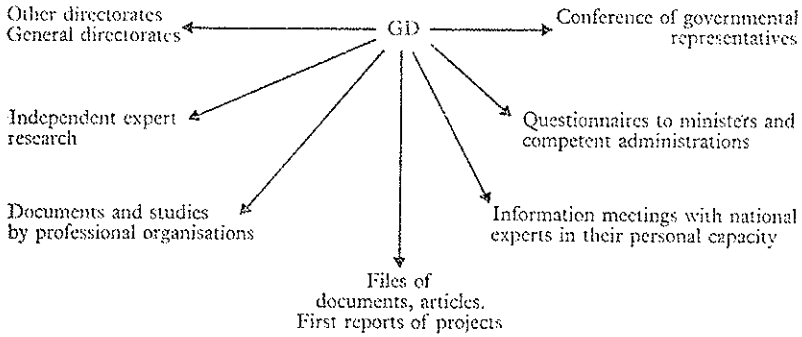 Other directorates
General directorates
GD
Conference of governmental
representatives
Independent expert
research
Questionnaires to ministers and
competent administrations
Documents and studies
by professional organisations
Information meetings with national
experts in their personal capacity
Files of
documents, articles.
First reports of projects